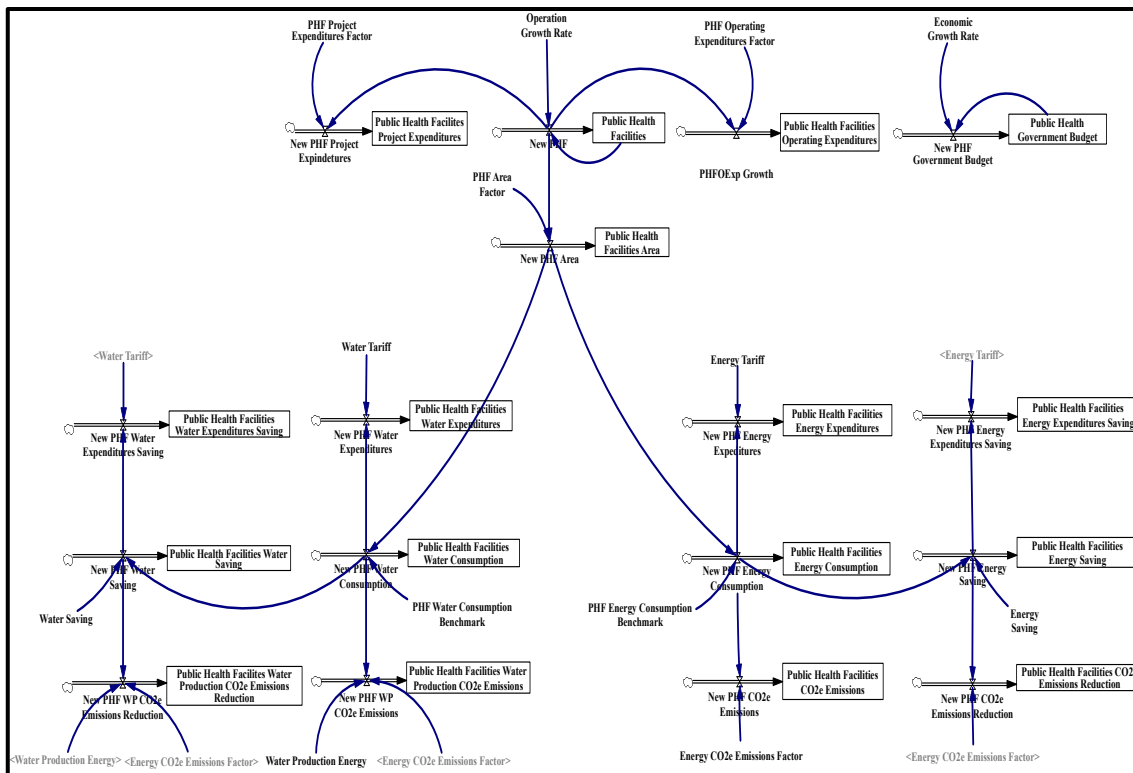 PHF Project
Expenditures Factor
Operation
Growth Rate
PHF Operating
Expenditures Factor
Economic
Growth Rate
Public Health Facilites
Project Expenditures
New PHF Project
Expindetures
Public Health
Facilities
New PHF
Public Health Facilities
Operating Expenditures
PHFOExp Growth
Public Health
Government Budget
New PHF
Government Budget
PHF Area
Factor
Public Health
Facilities Area
New PHF Area
<Water Tariff>
Water Tariff
Energy Tariff
<Energy Tariff>
Public Health Facilities
Water Expenditures Saving
New PHF Water
Expenditures Saving
Public Health Facilities
Water Expenditures
New PHF Water
Expenditures
Public Health Facilities
Energy Expenditures
New PHF Energy
Expeditures
Public Health Facilities
Energy Expenditures Saving
New PHF Energy
Expenditures Saving
Public Health Facilities Water
Saving
New PHF Water
Saving
Public Health Facilities
Water Consumption
New PHF Water
Consumption
Public Health Facilities
Energy Consumption
New PHF Energy
Consumption
Public Health Facilities
Energy Saving
New PHF Energy
Saving
Water Saving
PHF Water Consumption
Benchmark
PHF Energy Consumption
Benchmark
Energy
Saving
Public Health Facilites Water
Production CO2e Emissions
Reduction
New PHF WP CO2e
Emissions Reduction
Public Health Facilities Water
Production CO2e Emissions
New PHF WP
CO2e Emissions
Public Health Facilities
CO2e Emissions
New PHF CO2e
Emissions
Public Health Facilities CO2
Emissions Reduction
New PHF CO2e
Emissions Reduction
<Water Production Energy>
<Energy CO2e Emissions Factor>
Water Production Energy
<Energy CO2e Emissions Factor>
Energy CO2e Emissions Factor
<Energy CO2e Emissions Factor>